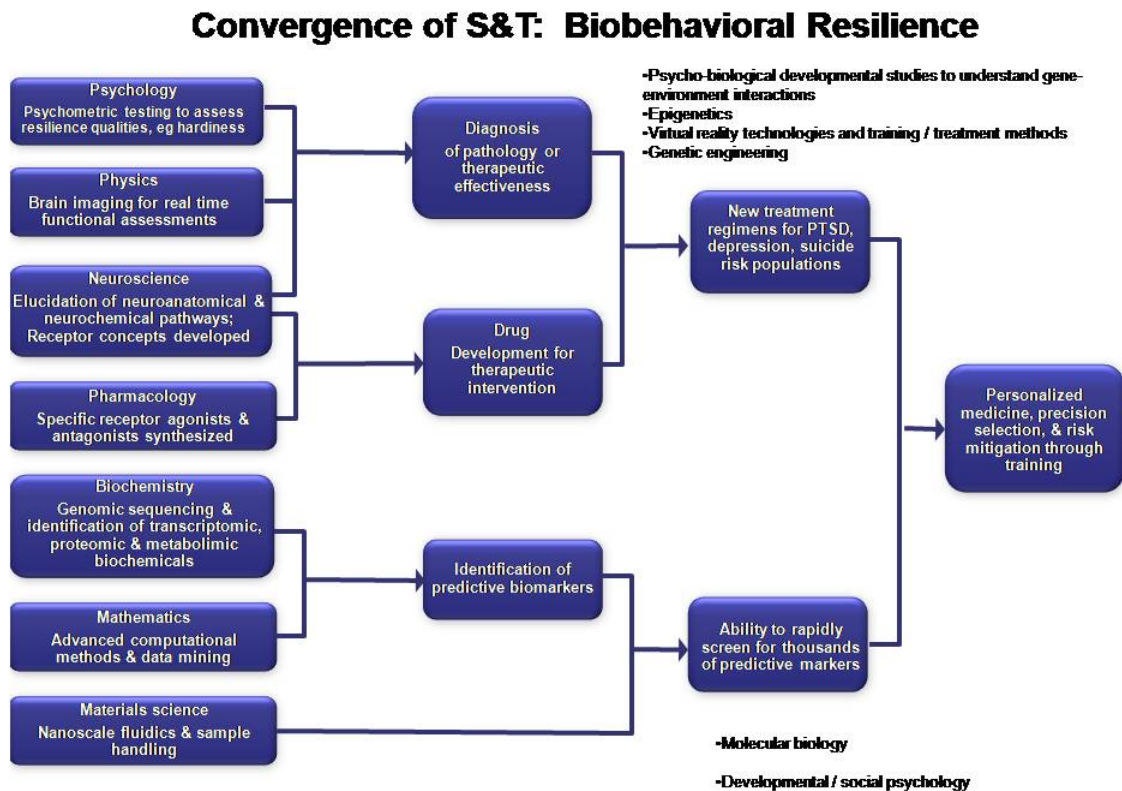 Convergence of S&T:  Biobehavioral Resilience
Psychology
Psychometric testing to assess
resilience qualities, eg hardiness
Physics
Brain imaging for real time
functional assessments
Neuroscience
Elucidation of neuroanatomical &
neurochemical pathways;
Receptor concepts developed
Pharmacology
Specific receptor agonists &
antagonists synthesized
Biochemistry
Genomic sequencing &
identification of transcriptomic,
proteomic & metabolimic
biochemicals
Mathematics
Advanced computational
methods & data mining
Materials science
Nanoscale fluidics & sample
handling
Diagnosis
of pathology or
therapeutic
effectiveness
Drug
Development for
therapeutic
intervention
Identification of
predictive biomarkers
•Psycho-biological developmental studies to understand gene-
environment interactions
•Epigenetics
•Virtual reality technologies and training / treatment methods
•Genetic engineering
New treatment
regimens for PTSD,
depression, suicide
risk populations
Ability to rapidly
screen for thousands
of predictive markers
Personalized
medicine, precision
selection, & risk
mitigation through
training
•Molecular biology
•Developmental / social psychology